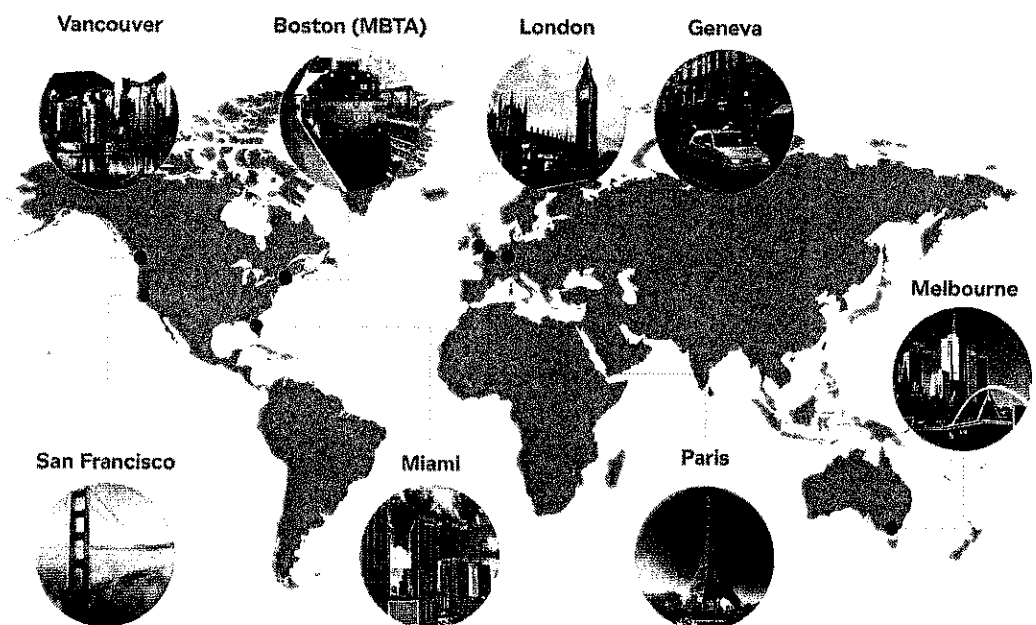 Vancouver
Boston (MBTA)
London
Geneva
Melbourne
San Francisco
Miami
Paris